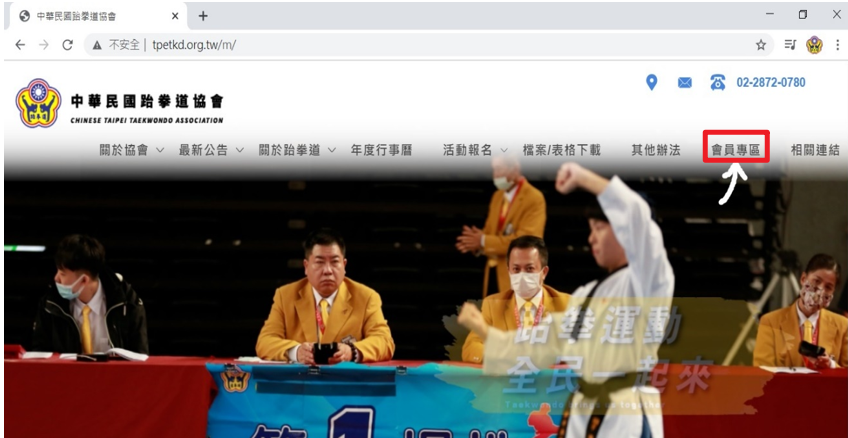 中華民國跆拳道協會
不安全 | tpetkd.org.tw/m/
中華民國跆拳道協會
CHINESE TAIPEI TAEKWONDO ASSOCIATION
02-2872-0780
關於協會 最新公告 關於跆拳道 年度行事曆 活動報名 檔案/表格下載 其他辦法 會員專區 相關連結
跆拳運動
全民一起來
第1